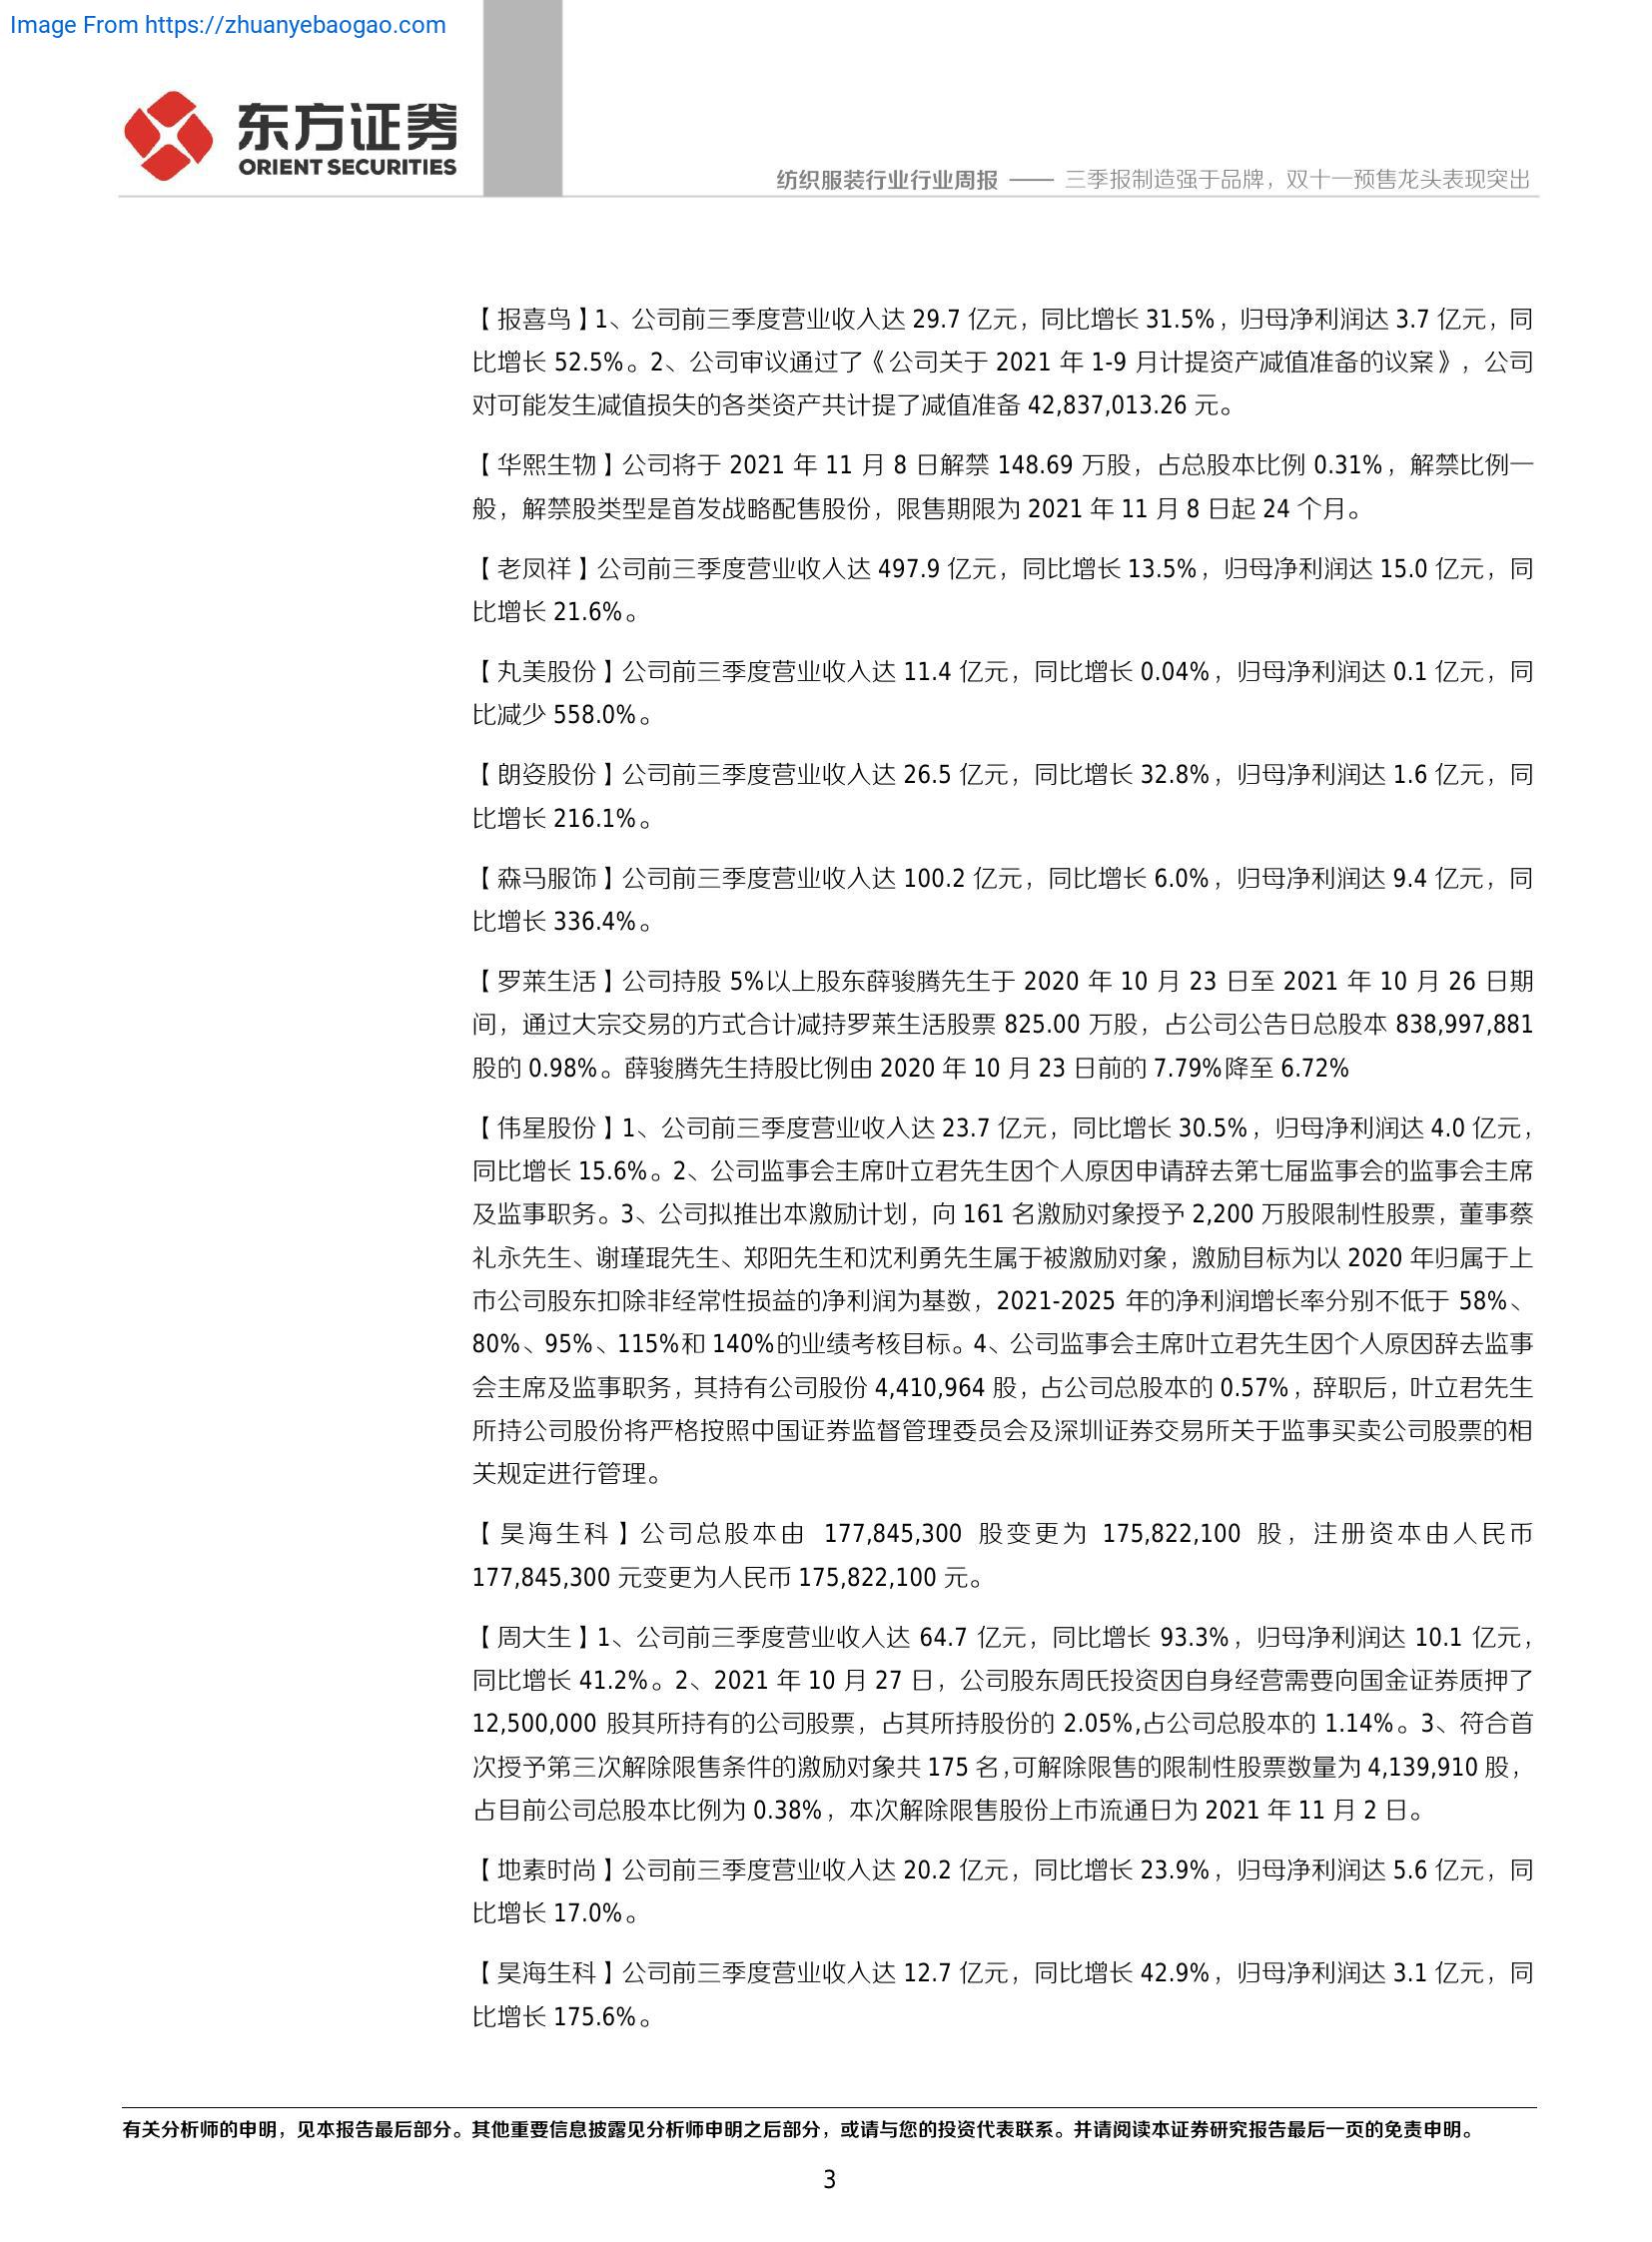 Image From https://zhuanyebaogao.com
东方证券
ORIENT SECURITIES
纺织服装行业行业周报 —— 三季报制造强于品牌，双十一预售龙头表现突出
【报喜鸟】1、公司前三季度营业收入达 29.7 亿元，同比增长 31.5%，归母净利润达 3.7 亿元，同
比增长 52.5%。2、公司审议通过了《公司关于 2021 年 1-9 月计提资产减值准备的议案》，公司
对可能发生减值损失的各类资产共计提了减值准备 42,837,013.26 元。
【华熙生物】公司将于 2021 年 11 月 8 日解禁 148.69 万股，占总股本比例 0.31%，解禁比例一
般，解禁股类型是首发战略配售股份，限售期限为 2021 年 11 月 8 日起 24 个月。
【老凤祥】公司前三季度营业收入达 497.9 亿元，同比增长 13.5%，归母净利润达 15.0 亿元，同
比增长 21.6%。
【丸美股份】公司前三季度营业收入达 11.4 亿元，同比增长 0.04%，归母净利润达 0.1 亿元，同
比减少 558.0%。
【朗姿股份】公司前三季度营业收入达 26.5 亿元，同比增长 32.8%，归母净利润达 1.6 亿元，同
比增长 216.1%。
【森马服饰】公司前三季度营业收入达 100.2 亿元，同比增长 6.0%，归母净利润达 9.4 亿元，同
比增长 336.4%。
【罗莱生活】公司持股 5%以上股东薛骏腾先生于 2020 年 10 月 23 日至 2021 年 10 月 26 日期
间，通过大宗交易的方式合计减持罗莱生活股票 825.00 万股，占公司公告日总股本 838,997,881
股的 0.98%。薛骏腾先生持股比例由 2020 年 10 月 23 日前的 7.79%降至 6.72%
【伟星股份】1、公司前三季度营业收入达 23.7 亿元，同比增长 30.5%，归母净利润达 4.0 亿元，
同比增长 15.6%。2、公司监事会主席叶立君先生因个人原因申请辞去第七届监事会的监事会主席
及监事职务。3、公司拟推出本激励计划，向 161 名激励对象授予 2,200 万股限制性股票，董事蔡
礼永先生、谢瑾琨先生、郑阳先生和沈利勇先生属于被激励对象，激励目标为以 2020 年归属于上
市公司股东扣除非经常性损益的净利润为基数，2021-2025 年的净利润增长率分别不低于 58%、
80%、95%、115%和 140%的业绩考核目标。4、公司监事会主席叶立君先生因个人原因辞去监事
会主席及监事职务，其持有公司股份 4,410,964 股，占公司总股本的 0.57%，辞职后，叶立君先生
所持公司股份将严格按照中国证券监督管理委员会及深圳证券交易所关于监事买卖公司股票的相
关规定进行管理。
【昊海生科】公司总股本由 177,845,300 股变更为 175,822,100 股，注册资本由人民币
177,845,300 元变更为人民币 175,822,100 元。
【周大生】1、公司前三季度营业收入达 64.7 亿元，同比增长 93.3%，归母净利润达 10.1 亿元，
同比增长 41.2%。2、2021 年 10 月 27 日，公司股东周氏投资因自身经营需要向国金证券质押了
12,500,000 股其所持有的公司股票，占其所持股份的 2.05%,占公司总股本的 1.14%。3、符合首
次授予第三次解除限售条件的激励对象共 175 名,可解除限售的限制性股票数量为 4,139,910 股，
占目前公司总股本比例为 0.38%，本次解除限售股份上市流通日为 2021 年 11 月 2 日。
【地素时尚】公司前三季度营业收入达 20.2 亿元，同比增长 23.9%，归母净利润达 5.6 亿元，同
比增长 17.0%。
【昊海生科】公司前三季度营业收入达 12.7 亿元，同比增长 42.9%，归母净利润达 3.1 亿元，同
比增长 175.6%。
有关分析师的申明，见本报告最后部分。其他重要信息披露见分析师申明之后部分，或请与您的投资代表联系。并请阅读本证券研究报告最后一页的免责申明。
3